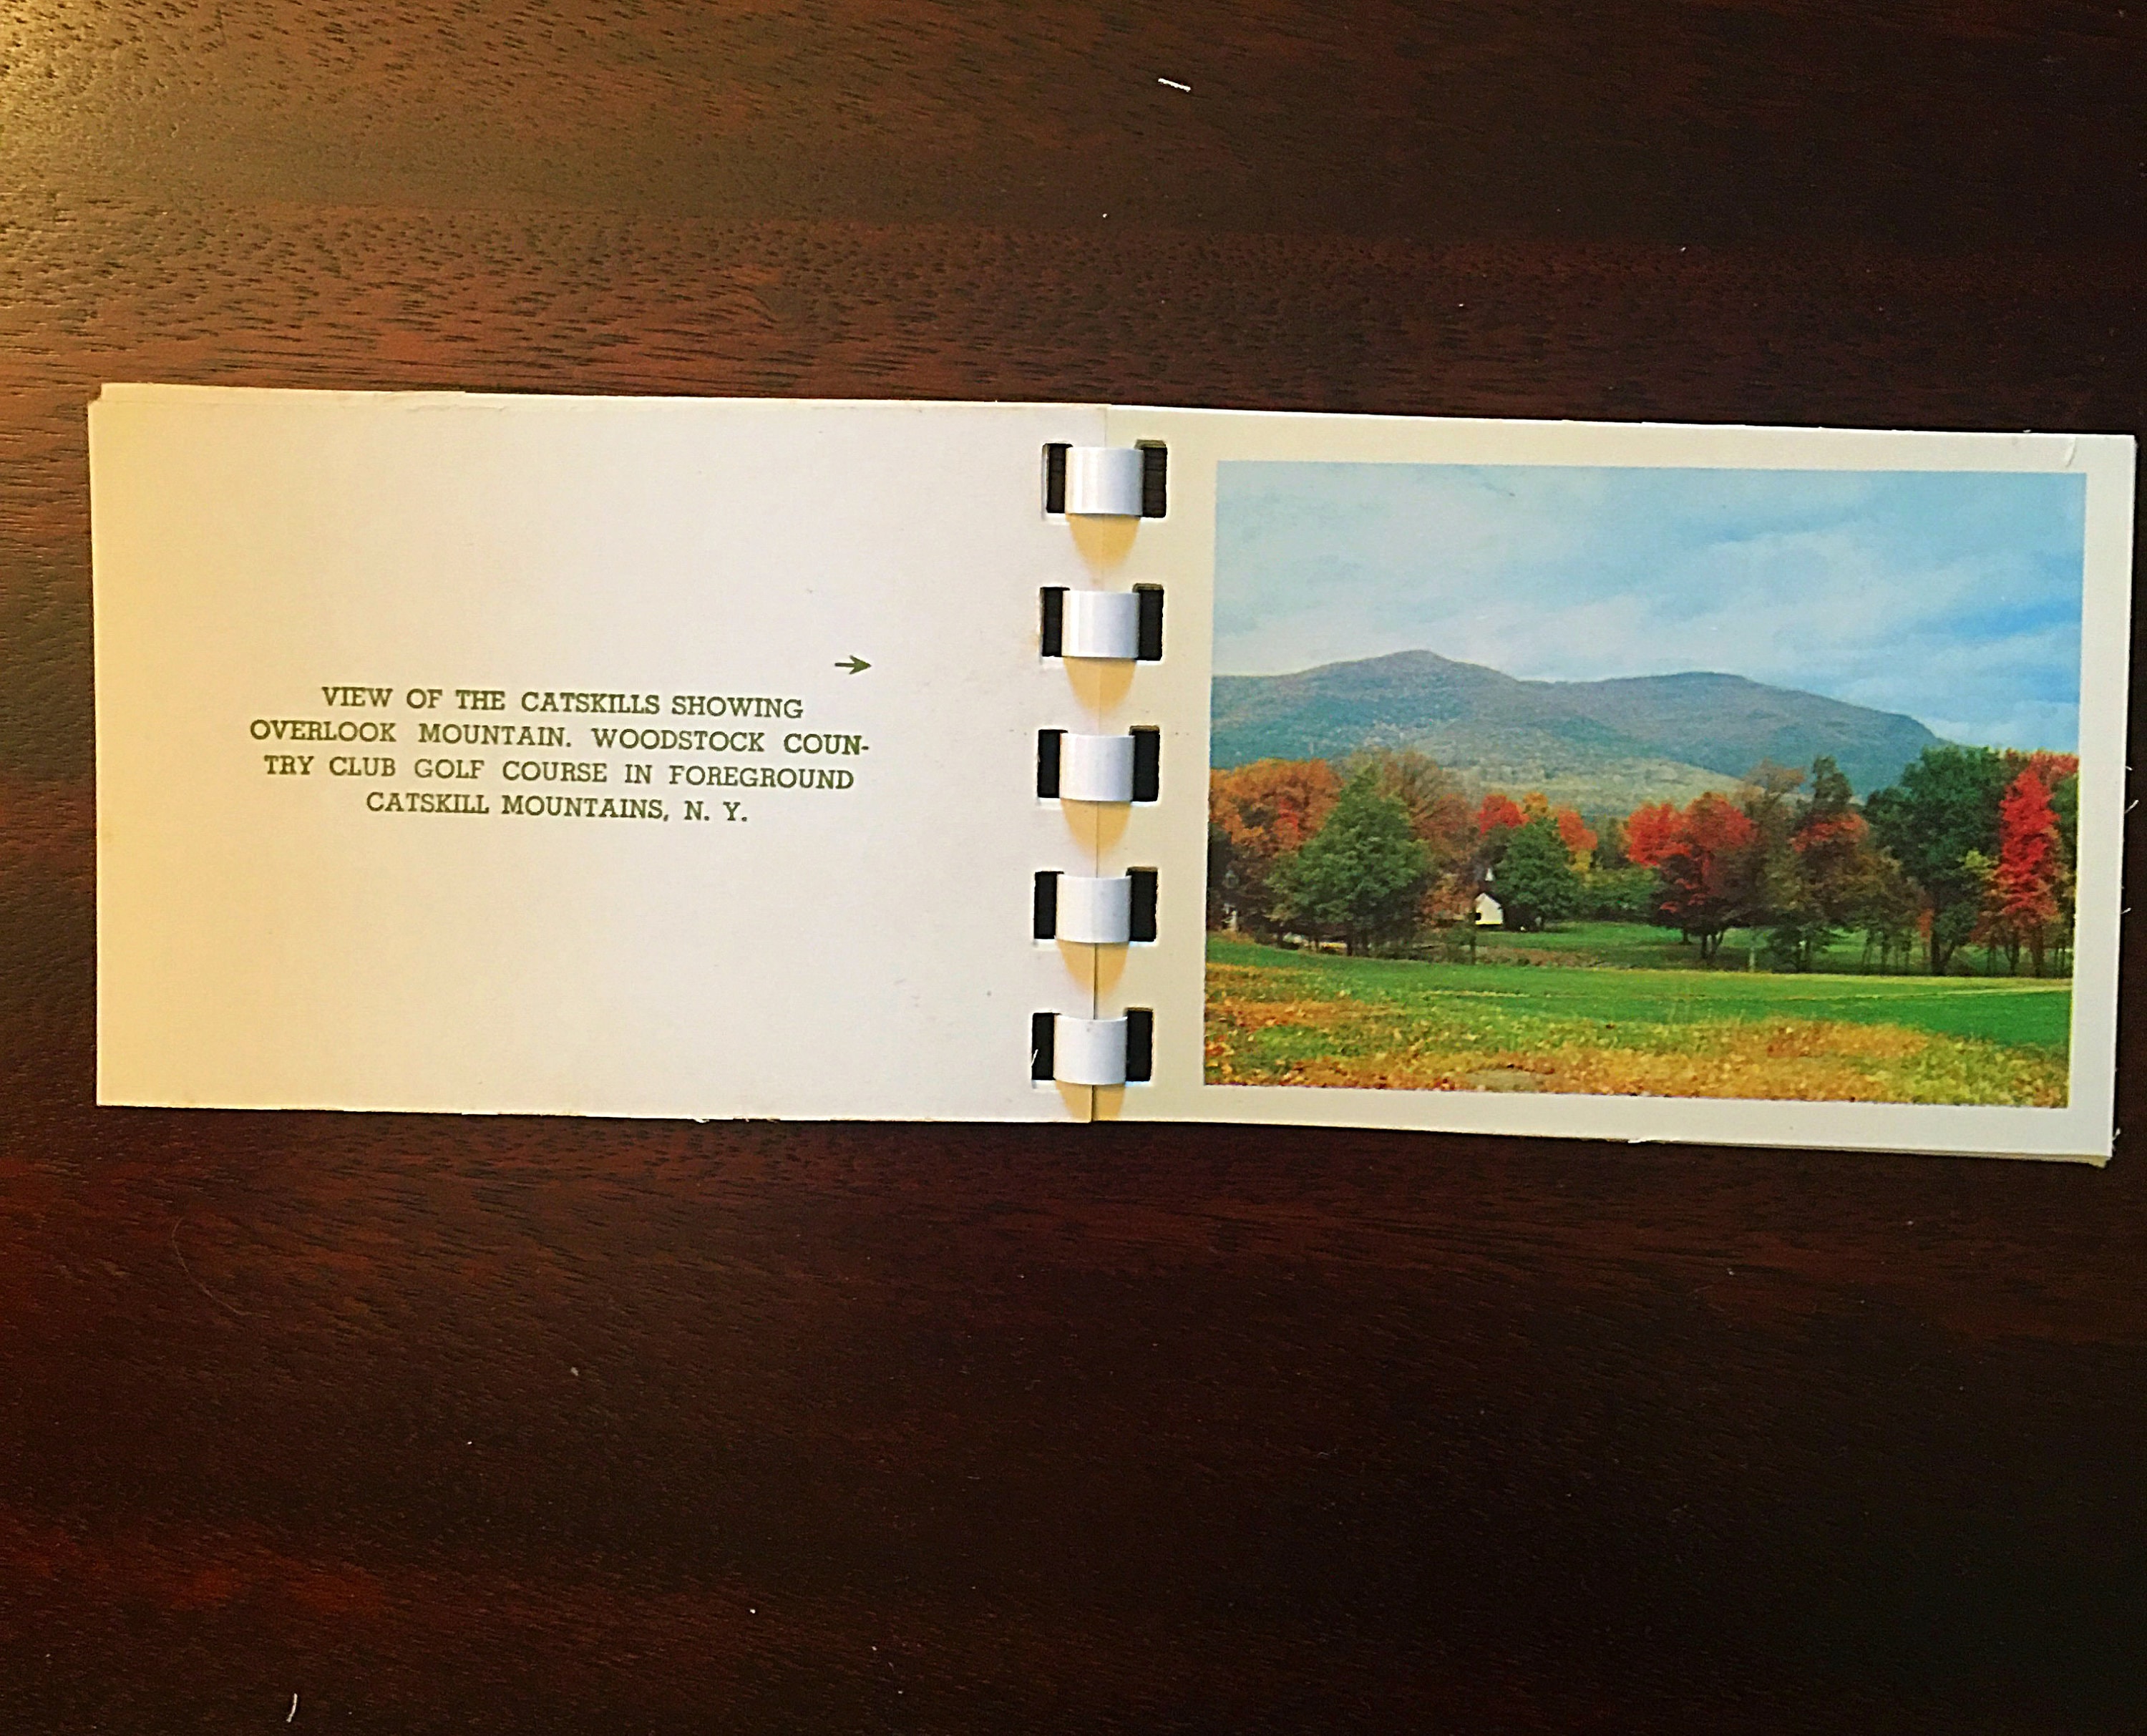 →
VIEW OF THE CATSKILLS SHOWING
OVERLOOK MOUNTAIN. WOODSTOCK COUN-
TRY CLUB GOLF COURSE IN FOREGROUND
CATSKILL MOUNTAINS, N. Y.